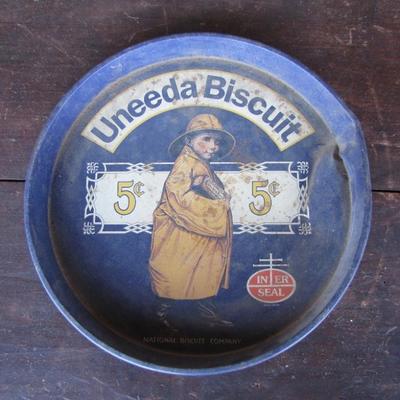 Uneeda Biscuit
5¢ 5¢
IN ER
SEAL
NATIONAL BISCUIT COMPANY